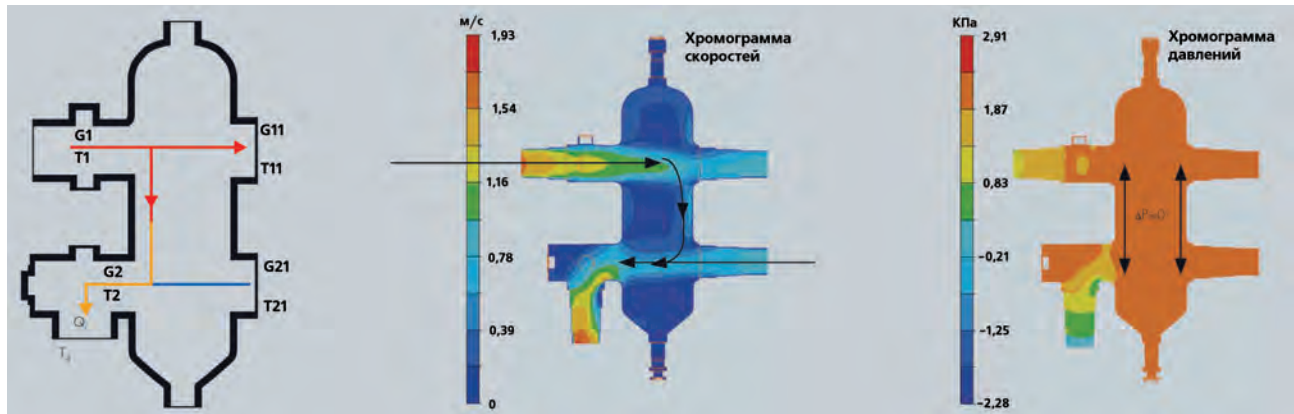 G1
T1
G11
T11
G2
T2
G21
T21
Q
T
м/с
1,93
1,54
1,16
0,78
0,39
0
Хромограмма
скоростей
КПа
2,91
1,87
0,83
–0,21
–1,25
–2,28
Хромограмма
давлений